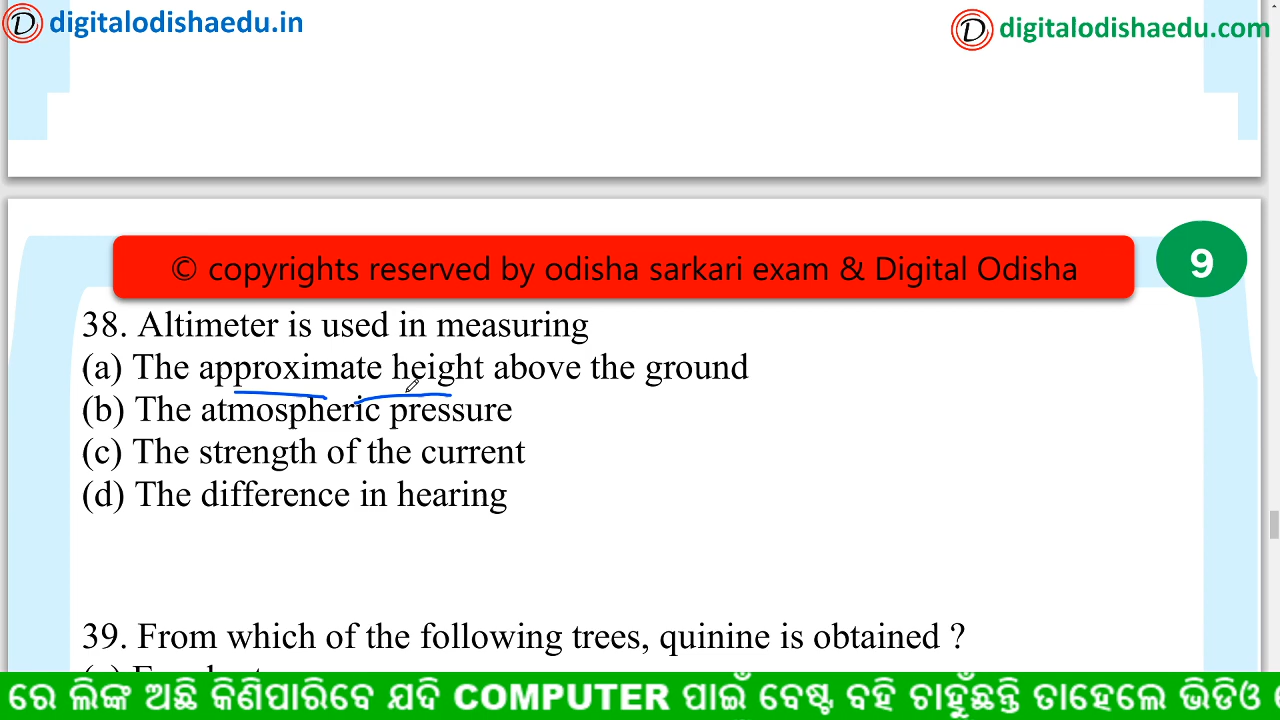 digitalodishaedu.in
digitalodishaedu.com
© copyrights reserved by odisha sarkari exam & Digital Odisha
9
38. Altimeter is used in measuring
(a) The approximate height above the ground
(b) The atmospheric pressure
(c) The strength of the current
(d) The difference in hearing
39. From which of the following trees, quinine is obtained ?
ରେ ଲିଙ୍କ ଅଛି କିଣିପାରିବେ ଯଦି COMPUTER ପାଇଁ ବେଷ୍ଟ ବହି ଚାହୁଁଛନ୍ତି ତାହେଲେ ଭିଡିଓ